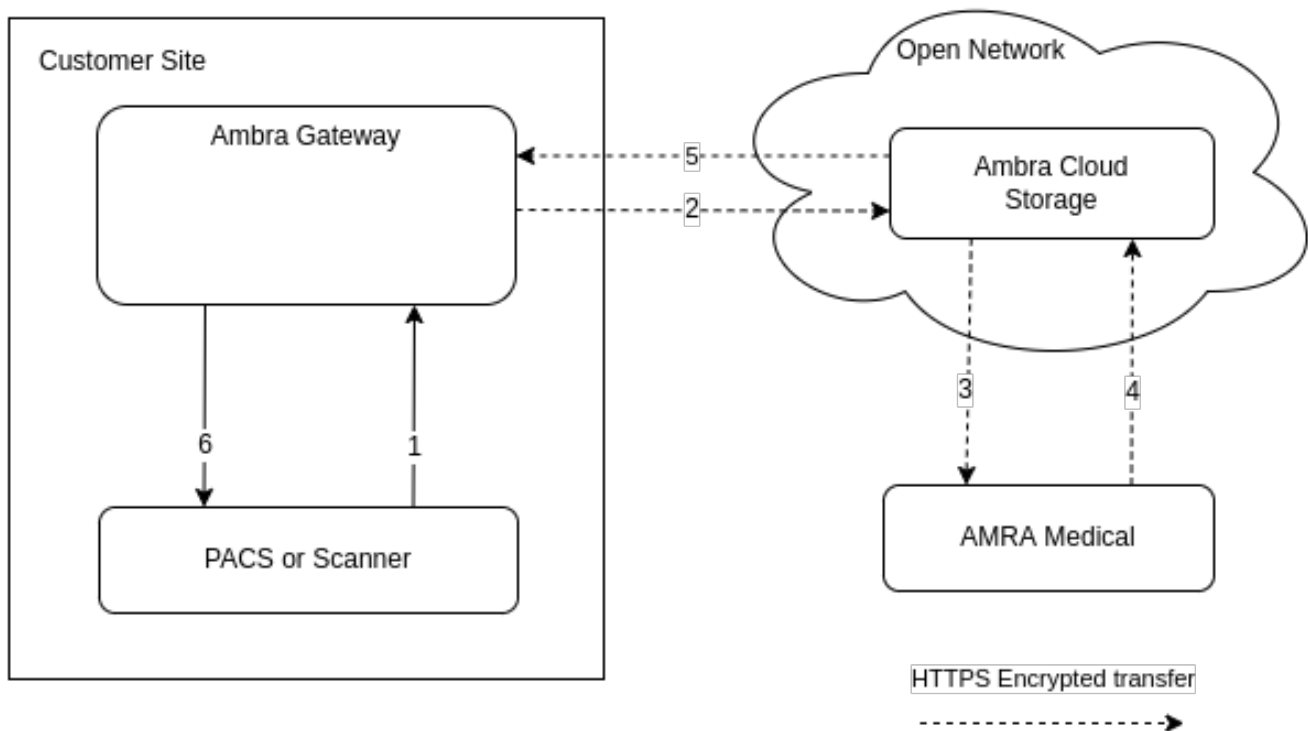 Customer Site
Open Network
Ambra Gateway
Ambra Cloud
Storage
5
2
3
4
6
1
PACS or Scanner
AMRA Medical
HTTPS Encrypted transfer